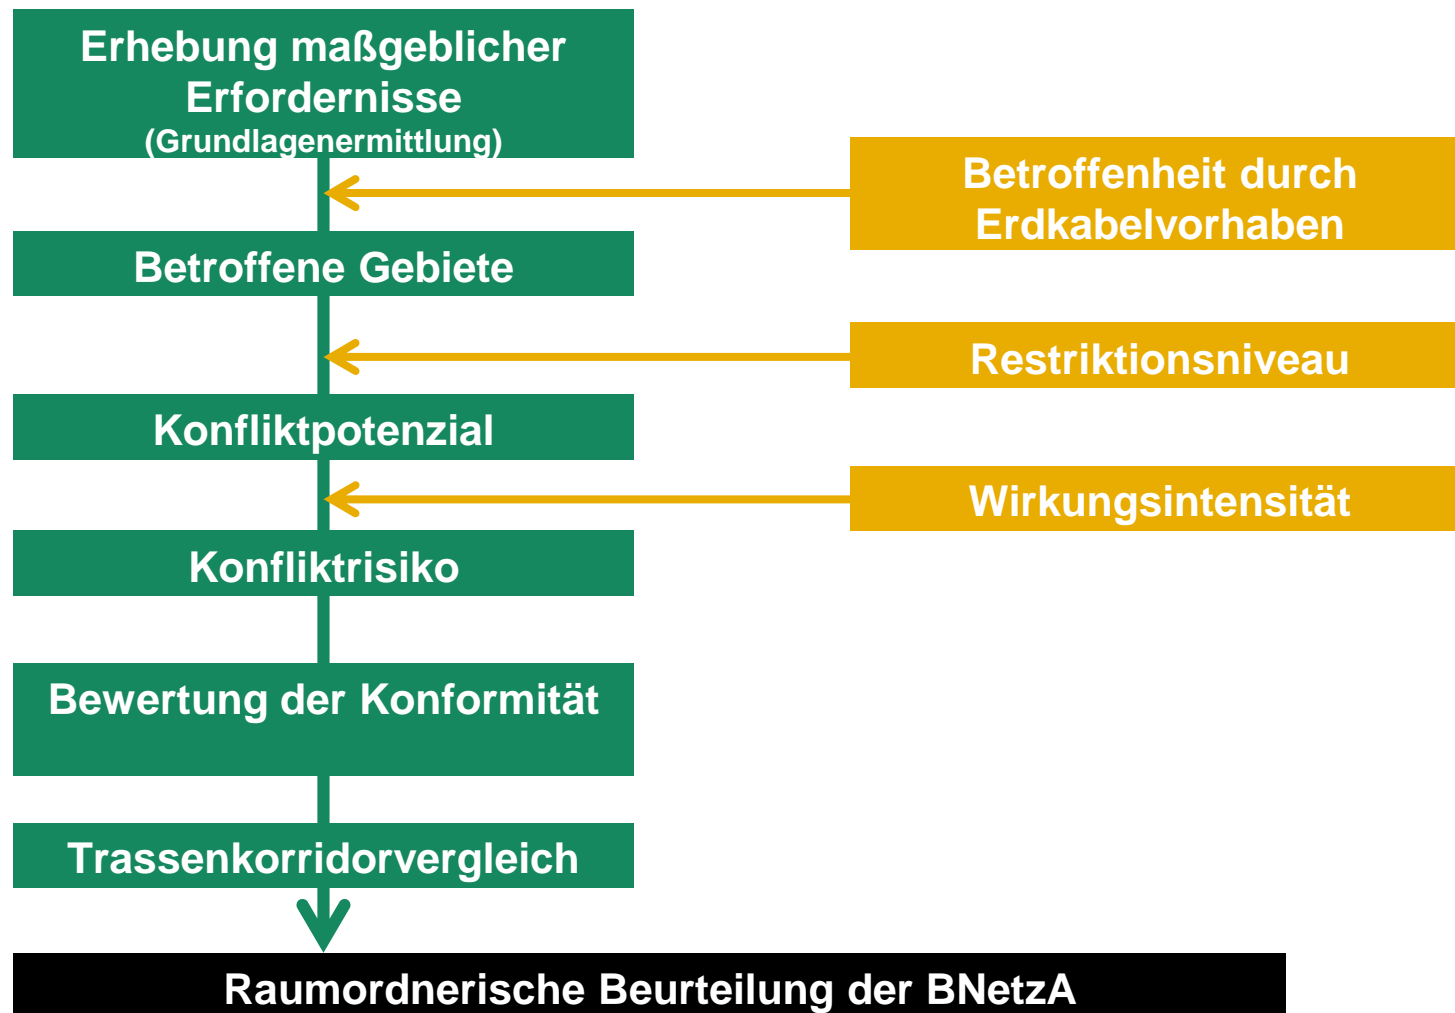 Erhebung maßgeblicher
Erfordernisse
(Grundlagenermittlung)
Betroffenheit durch
Erdkabelvorhaben
Betroffene Gebiete
Restriktionsniveau
Konfliktpotenzial
Wirkungsintensität
Konfliktrisiko
Bewertung der Konformität
Trassenkorridorvergleich
Raumordnerische Beurteilung der BNetzA